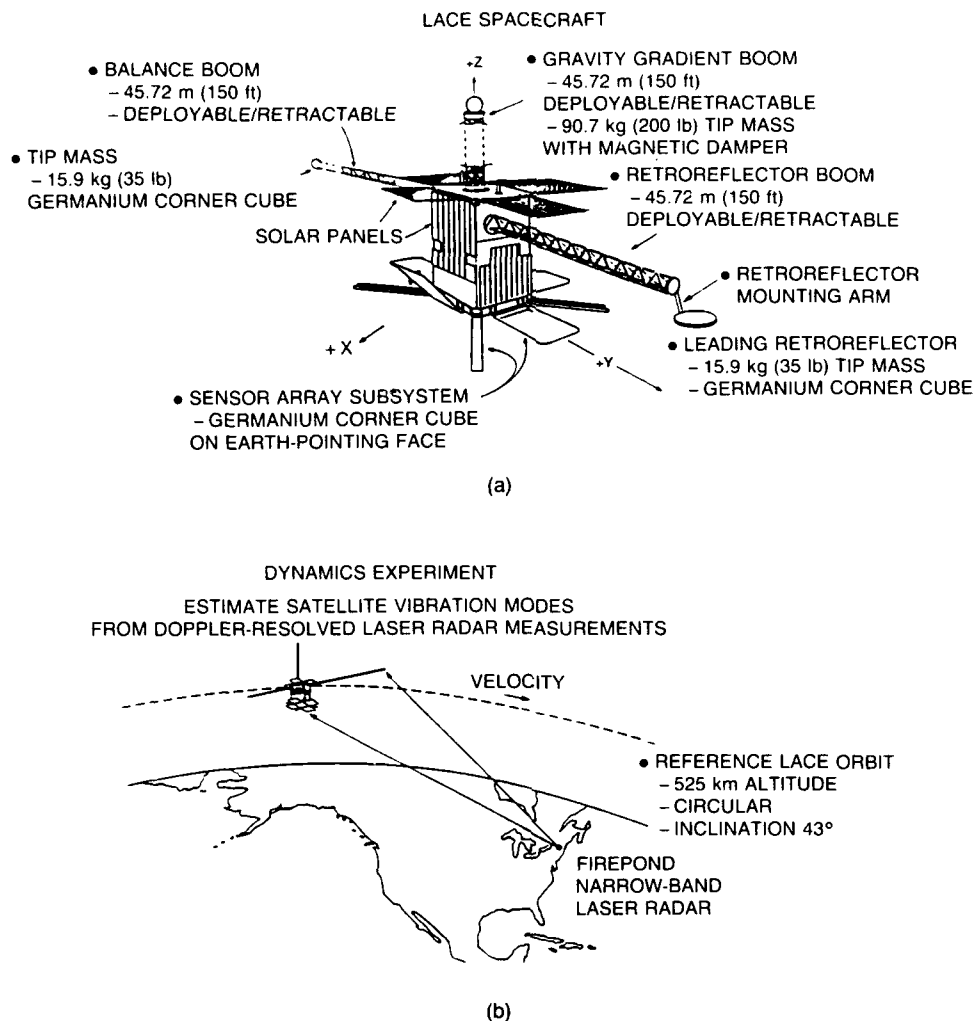 LACE SPACECRAFT
+Z
● BALANCE BOOM
– 45.72 m (150 ft)
– DEPLOYABLE/RETRACTABLE
● GRAVITY GRADIENT BOOM
– 45.72 m (150 ft)
DEPLOYABLE/RETRACTABLE
– 90.7 kg (200 lb) TIP MASS
WITH MAGNETIC DAMPER
● TIP MASS
– 15.9 kg (35 lb)
GERMANIUM CORNER CUBE
● RETROREFLECTOR BOOM
– 45.72 m (150 ft)
DEPLOYABLE/RETRACTABLE
SOLAR PANELS
● RETROREFLECTOR
MOUNTING ARM
+ X
+Y
● LEADING RETROREFLECTOR
– 15.9 kg (35 lb) TIP MASS
– GERMANIUM CORNER CUBE
● SENSOR ARRAY SUBSYSTEM
– GERMANIUM CORNER CUBE
ON EARTH-POINTING FACE
(a)
DYNAMICS EXPERIMENT
ESTIMATE SATELLITE VIBRATION MODES
FROM DOPPLER-RESOLVED LASER RADAR MEASUREMENTS
VELOCITY
● REFERENCE LACE ORBIT
– 525 km ALTITUDE
– CIRCULAR
– INCLINATION 43°
FIREPOND
NARROW-BAND
LASER RADAR
(b)